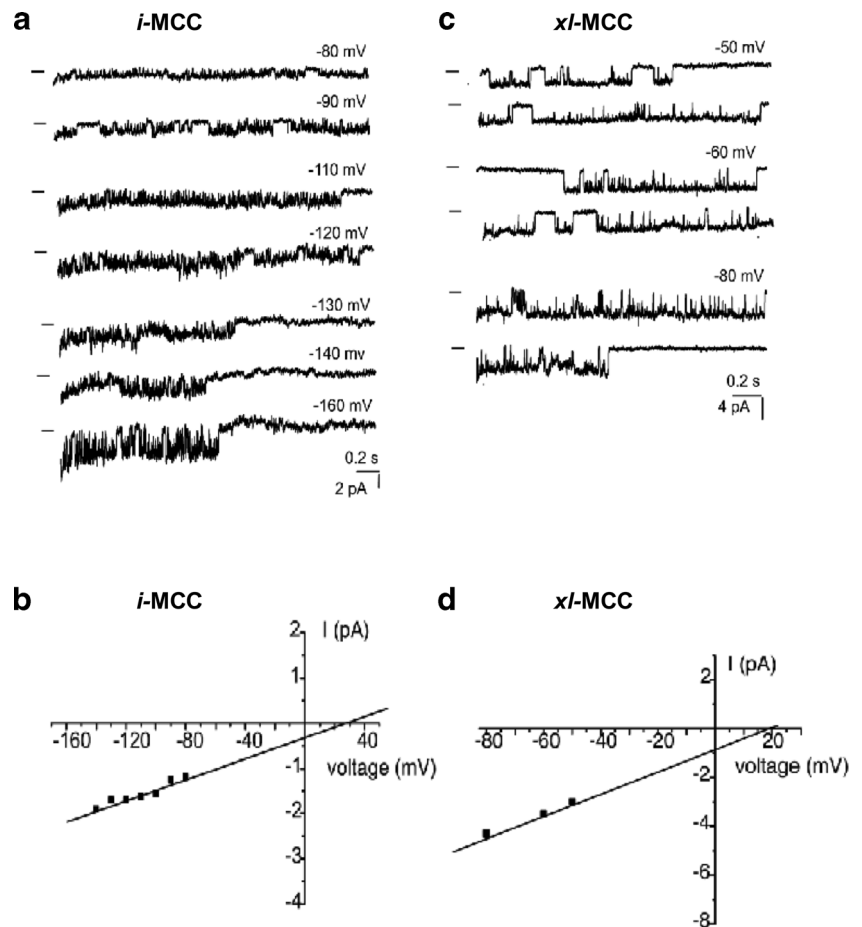 a i-MCC
-80 mV
-90 mV
-110 mV
-120 mV
-130 mV
-140 mv
-160 mV
0.2 s
2 pA
c xl-MCC
-50 mV
-60 mV
-80 mV
0.2 s
4 pA
b i-MCC
2
I (pA)
1
-160 -120 -80 -40 40
voltage (mV)
-1
-2
-3
-4
d xl-MCC
2
I (pA)
-80 -60 -40 -20 20
voltage (mV)
-2
-4
-6
-8